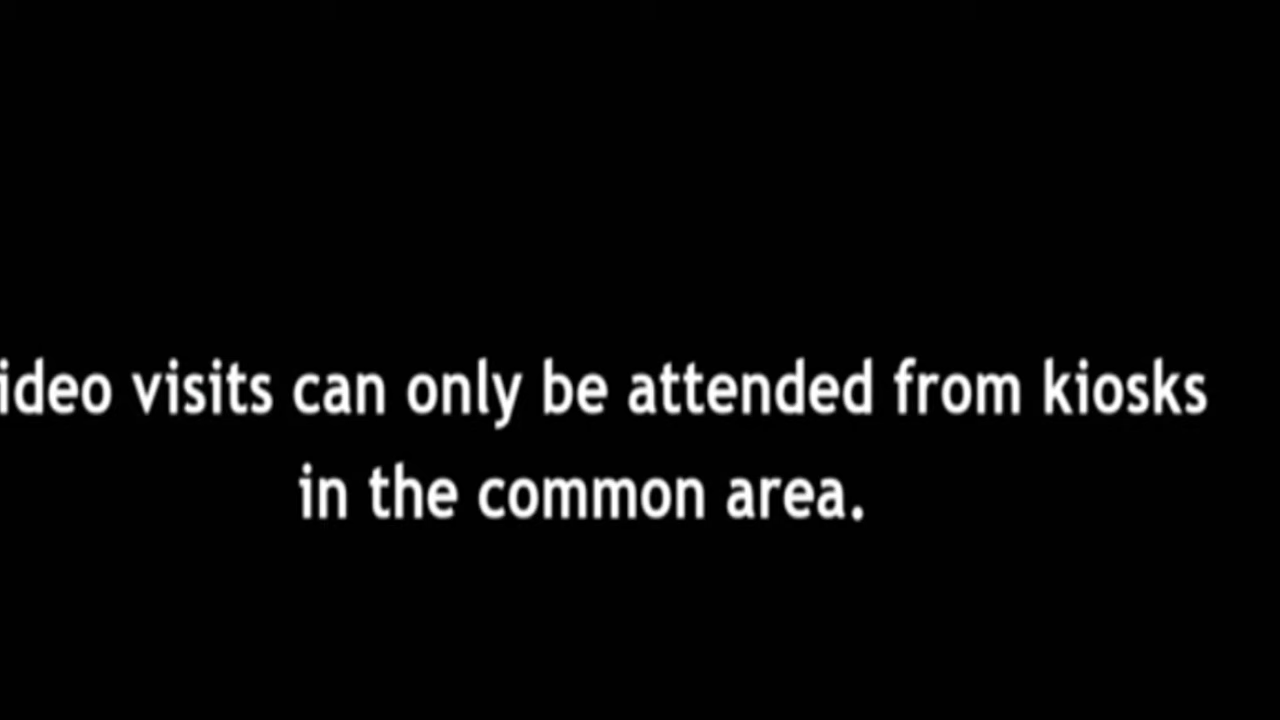 ideo visits can only be attended from kiosks
in the common area.